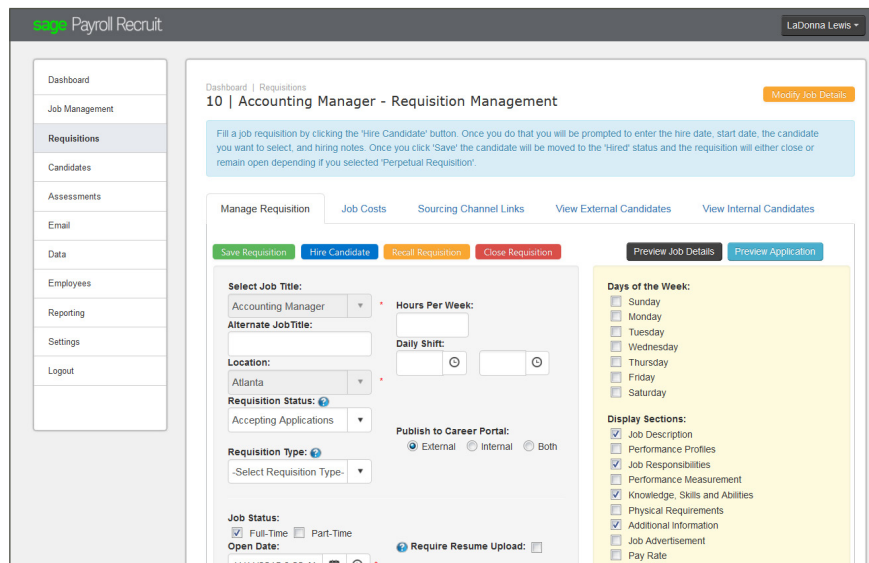 sage Payroll Recruit
LaDonna Lewis
Dashboard
Job Management
Requisitions
Candidates
Assessments
Email
Data
Employees
Reporting
Settings
Logout
Dashboard | Requisitions
10 | Accounting Manager - Requisition Management
Modify Job Details
Fill a job requisition by clicking the 'Hire Candidate' button. Once you do that you will be prompted to enter the hire date, start date, the candidate
you want to select, and hiring notes. Once you click 'Save' the candidate will be moved to the 'Hired' status and the requisition will either close or
remain open depending if you selected 'Perpetual Requisition'.
Manage Requisition Job Costs Sourcing Channel Links View External Candidates View Internal Candidates
Save Requisition Hire Candidate Recall Requisition Close Requisition Preview Job Details Preview Application
Select Job Title:
Accounting Manager *
Alternate JobTitle:
Location:
Atlanta *
Requisition Status: ?
Accepting Applications
Requisition Type: ?
-Select Requisition Type-
Job Status:
Full-Time Part-Time
Open Date:
Hours Per Week:
Daily Shift:
Publish to Career Portal:
External Internal Both
? Require Resume Upload:
Days of the Week:
Sunday
Monday
Tuesday
Wednesday
Thursday
Friday
Saturday
Display Sections:
Job Description
Performance Profiles
Job Responsibilities
Performance Measurement
Knowledge, Skills and Abilities
Physical Requirements
Additional Information
Job Advertisement
Pay Rate